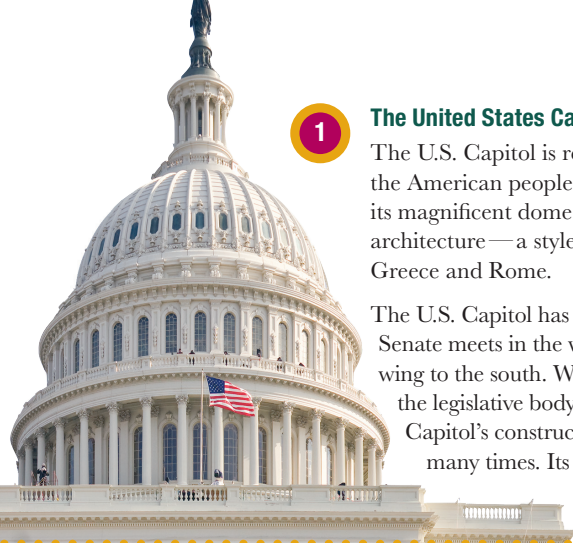 1
The United States Ca
The U.S. Capitol is r
the American people
its magnificent dome
architecture—a style
Greece and Rome.
The U.S. Capitol has
Senate meets in the
wing to the south. W
the legislative body
Capitol's construc
many times. Its